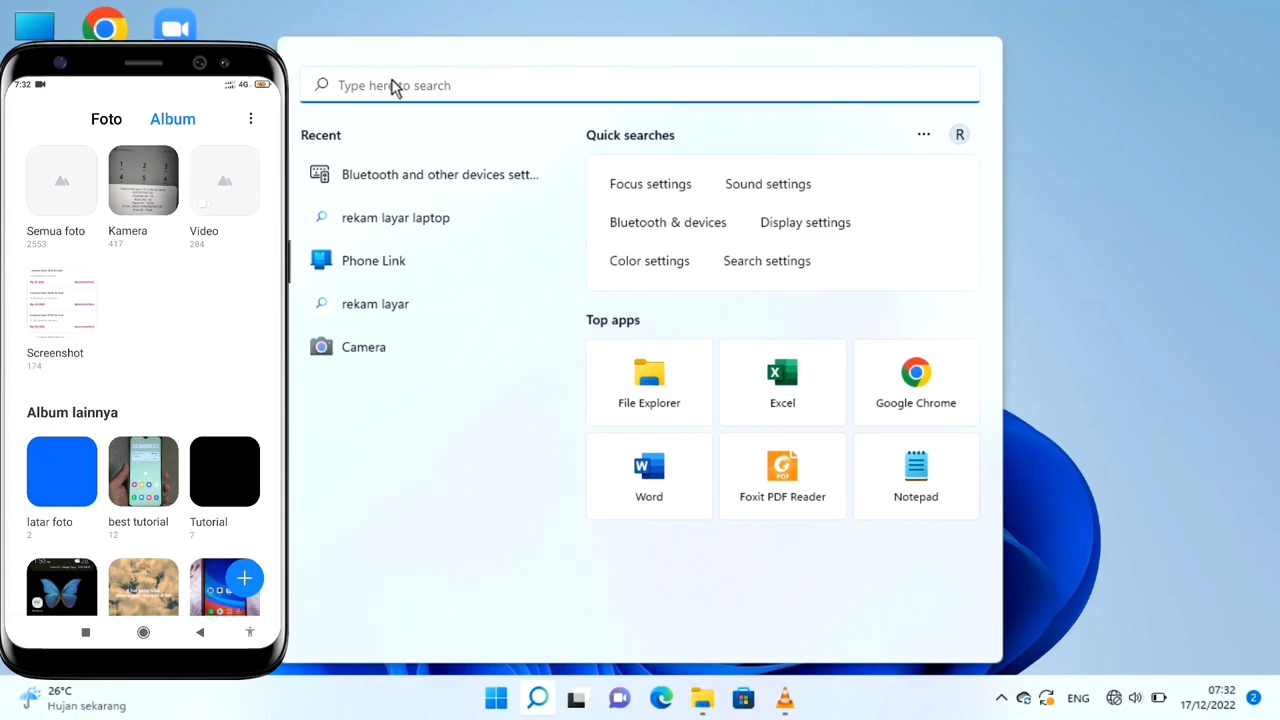 7:32
4G
Foto
Album
Semua foto
2553
Kamera
417
Video
284
Screenshot
174
Album lainnya
latar foto
2
best tutorial
12
Tutorial
7
Type here to search
R
Recent
Bluetooth and other devices sett...
rekam layar laptop
Phone Link
rekam layar
Camera
Quick searches
Focus settings
Sound settings
Bluetooth & devices
Display settings
Color settings
Search settings
Top apps
File Explorer
Excel
Google Chrome
Word
Foxit PDF Reader
Notepad
26°C
Hujan sekarang
ENG
07:32
17/12/2022
2